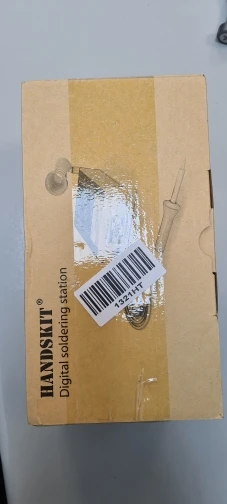 HANDSKIT®
Digital soldering station
1321HT